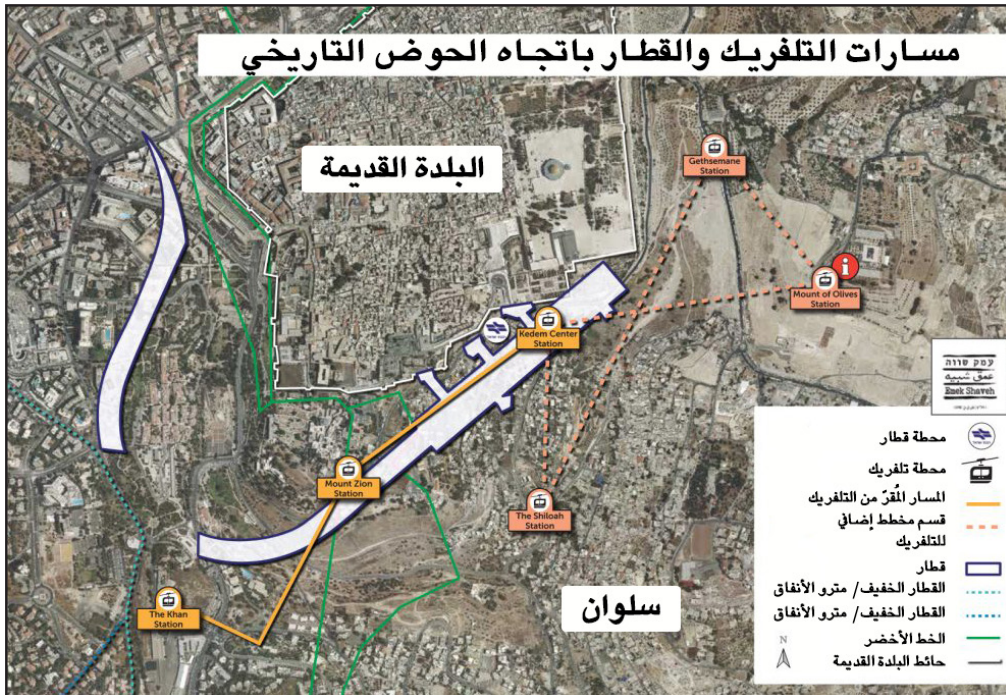 مسارات التلفريك والقطار باتجاه الحوض التاريخي
البلدة القديمة
Gethsemane
Station
Mount of Olives
Station
Kedem Center
Station
Mount Zion
Station
The Shiloah
Station
The Khan
Station
سلوان
עמק שווה
عمق شبيه
Emek Shaveh
محطة قطار
محطة تلفريك
المسار المُقرّ من التلفريك
قسم مخطط إضافي
للتلفريك
قطار
القطار الخفيف/ مترو الأنفاق
القطار الخفيف/ مترو الأنفاق
الخط الأخضر
حائط البلدة القديمة
N